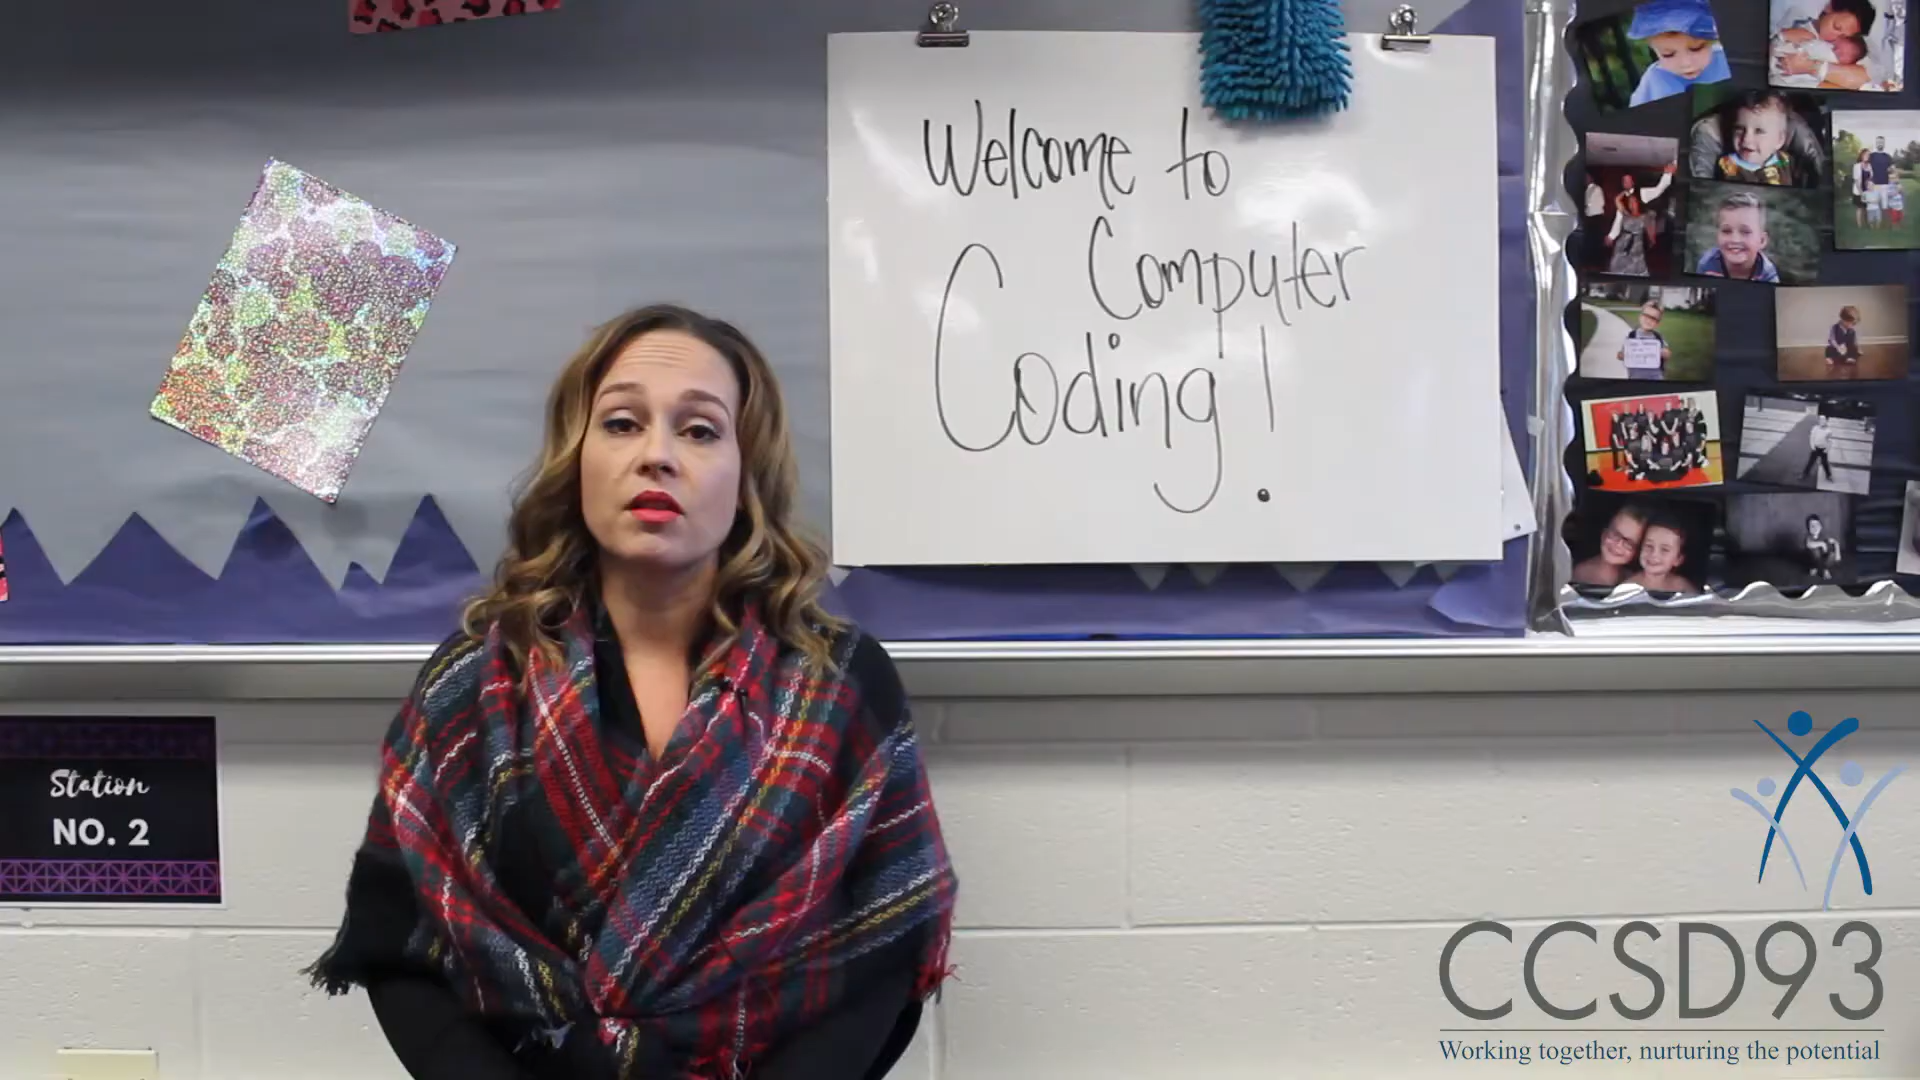 Welcome to
Computer
Coding!
Station
NO. 2
CCSD93
Working together, nurturing the potential